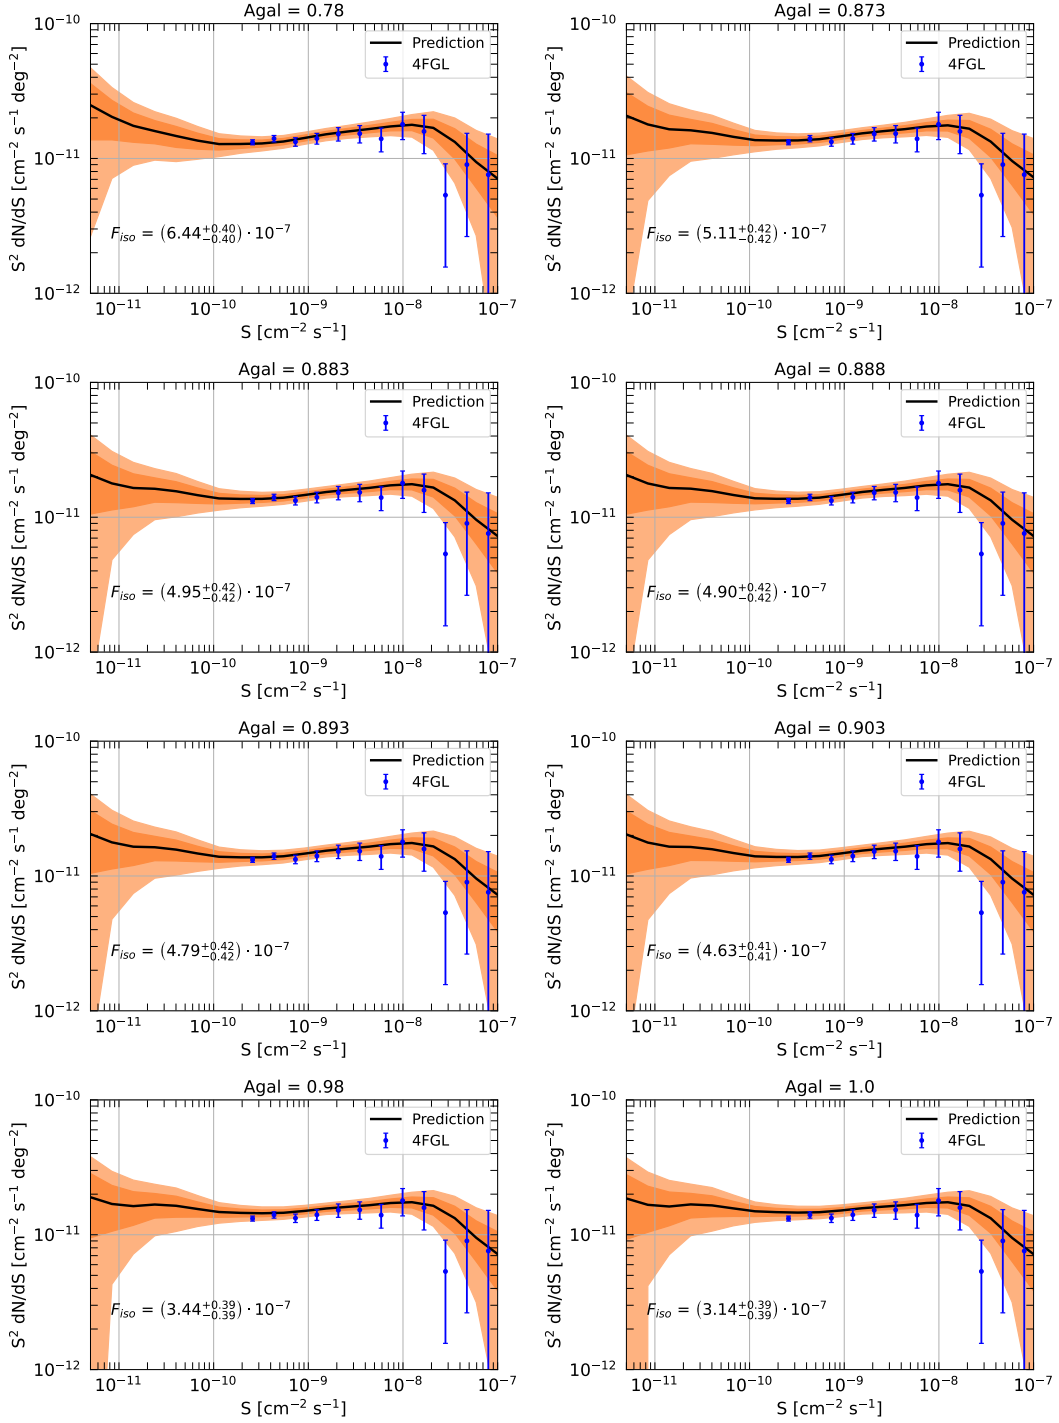 Agal = 0.78
10⁻¹⁰
10⁻¹¹
10⁻¹²
S² dN/dS [cm⁻² s⁻¹ deg⁻²]
Prediction
4FGL
F_iso = (6.44^{+0.40}_{−0.40}) · 10⁻⁷
10⁻¹¹ 10⁻¹⁰ 10⁻⁹ 10⁻⁸ 10⁻⁷
S [cm⁻² s⁻¹]
Agal = 0.873
10⁻¹⁰
10⁻¹¹
10⁻¹²
S² dN/dS [cm⁻² s⁻¹ deg⁻²]
Prediction
4FGL
F_iso = (5.11^{+0.42}_{−0.42}) · 10⁻⁷
10⁻¹¹ 10⁻¹⁰ 10⁻⁹ 10⁻⁸ 10⁻⁷
S [cm⁻² s⁻¹]
Agal = 0.883
10⁻¹⁰
10⁻¹¹
10⁻¹²
S² dN/dS [cm⁻² s⁻¹ deg⁻²]
Prediction
4FGL
F_iso = (4.95^{+0.42}_{−0.42}) · 10⁻⁷
10⁻¹¹ 10⁻¹⁰ 10⁻⁹ 10⁻⁸ 10⁻⁷
S [cm⁻² s⁻¹]
Agal = 0.888
10⁻¹⁰
10⁻¹¹
10⁻¹²
S² dN/dS [cm⁻² s⁻¹ deg⁻²]
Prediction
4FGL
F_iso = (4.90^{+0.42}_{−0.42}) · 10⁻⁷
10⁻¹¹ 10⁻¹⁰ 10⁻⁹ 10⁻⁸ 10⁻⁷
S [cm⁻² s⁻¹]
Agal = 0.893
10⁻¹⁰
10⁻¹¹
10⁻¹²
S² dN/dS [cm⁻² s⁻¹ deg⁻²]
Prediction
4FGL
F_iso = (4.79^{+0.42}_{−0.42}) · 10⁻⁷
10⁻¹¹ 10⁻¹⁰ 10⁻⁹ 10⁻⁸ 10⁻⁷
S [cm⁻² s⁻¹]
Agal = 0.903
10⁻¹⁰
10⁻¹¹
10⁻¹²
S² dN/dS [cm⁻² s⁻¹ deg⁻²]
Prediction
4FGL
F_iso = (4.63^{+0.41}_{−0.41}) · 10⁻⁷
10⁻¹¹ 10⁻¹⁰ 10⁻⁹ 10⁻⁸ 10⁻⁷
S [cm⁻² s⁻¹]
Agal = 0.98
10⁻¹⁰
10⁻¹¹
10⁻¹²
S² dN/dS [cm⁻² s⁻¹ deg⁻²]
Prediction
4FGL
F_iso = (3.44^{+0.39}_{−0.39}) · 10⁻⁷
10⁻¹¹ 10⁻¹⁰ 10⁻⁹ 10⁻⁸ 10⁻⁷
S [cm⁻² s⁻¹]
Agal = 1.0
10⁻¹⁰
10⁻¹¹
10⁻¹²
S² dN/dS [cm⁻² s⁻¹ deg⁻²]
Prediction
4FGL
F_iso = (3.14^{+0.39}_{−0.39}) · 10⁻⁷
10⁻¹¹ 10⁻¹⁰ 10⁻⁹ 10⁻⁸ 10⁻⁷
S [cm⁻² s⁻¹]